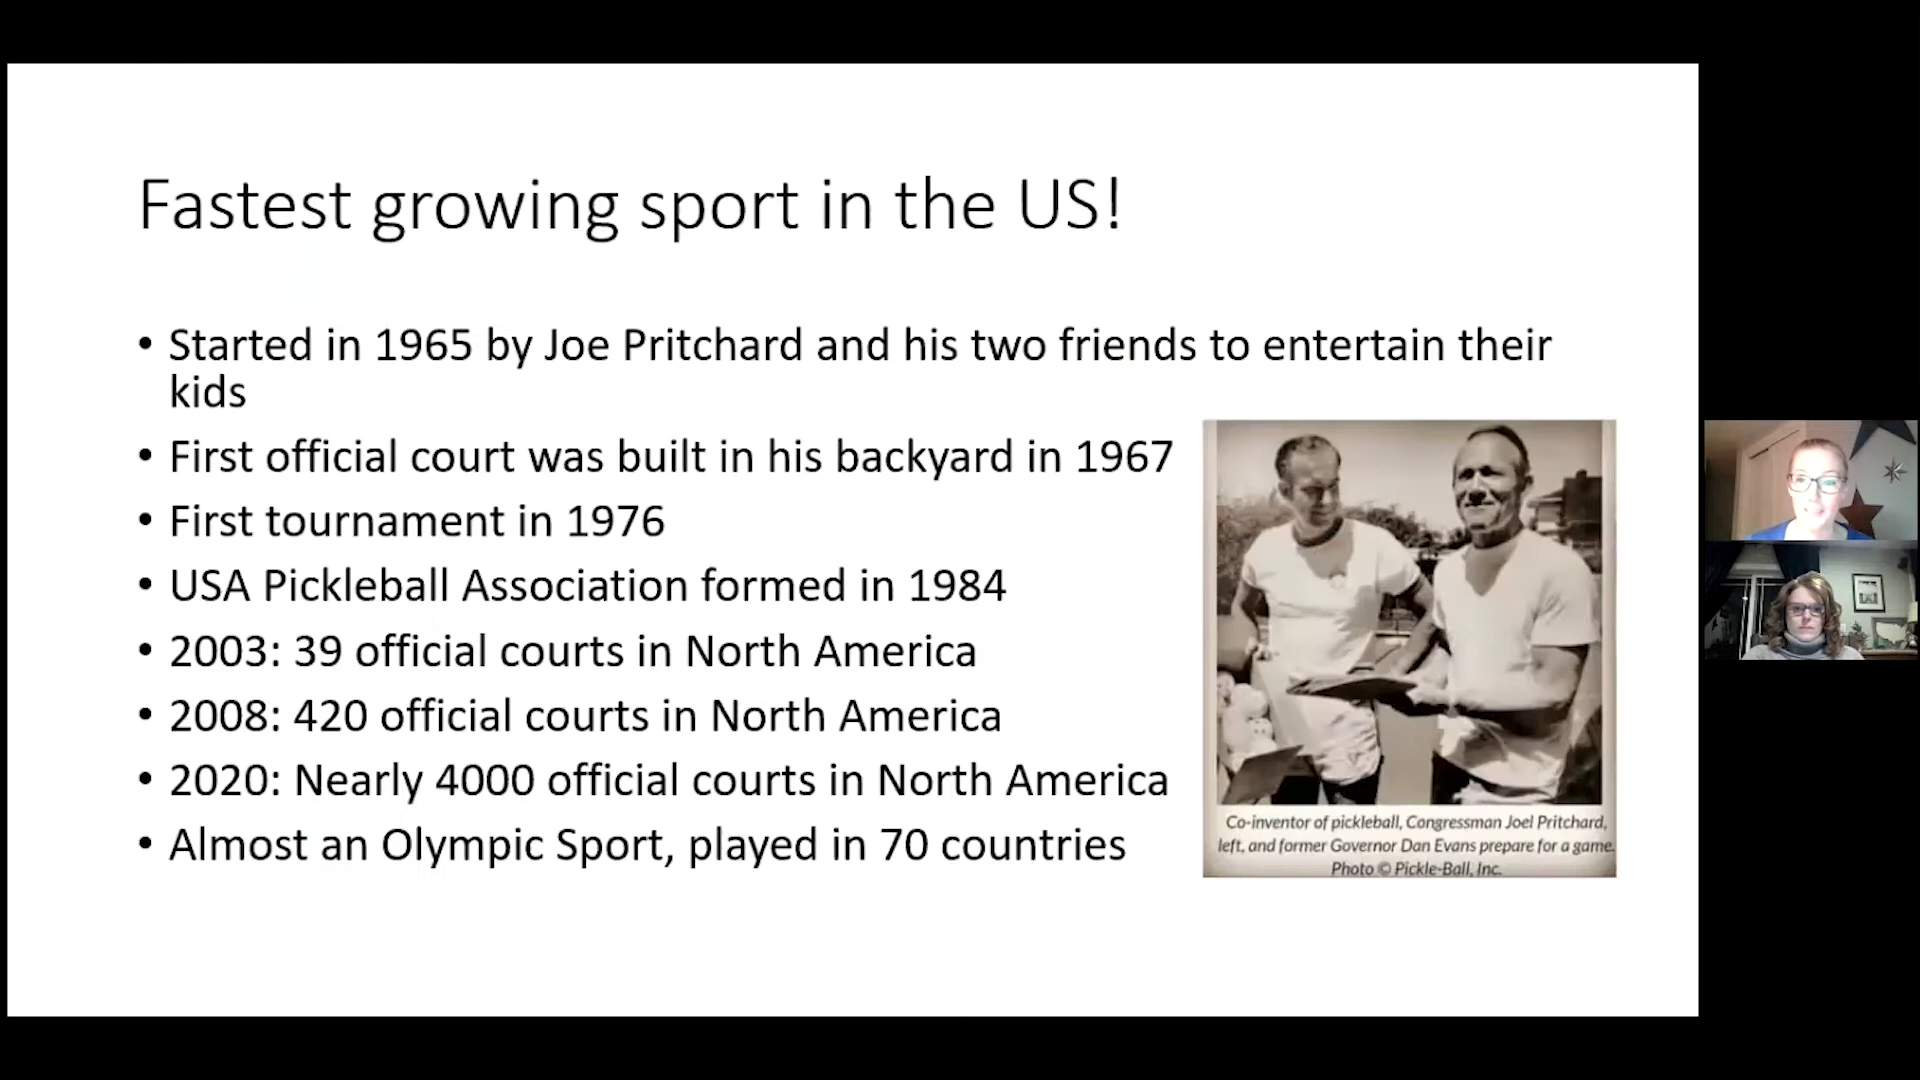 Fastest growing sport in the US!
• Started in 1965 by Joe Pritchard and his two friends to entertain their
kids
• First official court was built in his backyard in 1967
• First tournament in 1976
• USA Pickleball Association formed in 1984
• 2003: 39 official courts in North America
• 2008: 420 official courts in North America
• 2020: Nearly 4000 official courts in North America
• Almost an Olympic Sport, played in 70 countries
Co-inventor of pickleball, Congressman Joel Pritchard,
left, and former Governor Dan Evans prepare for a game.
Photo © Pickle-Ball, Inc.